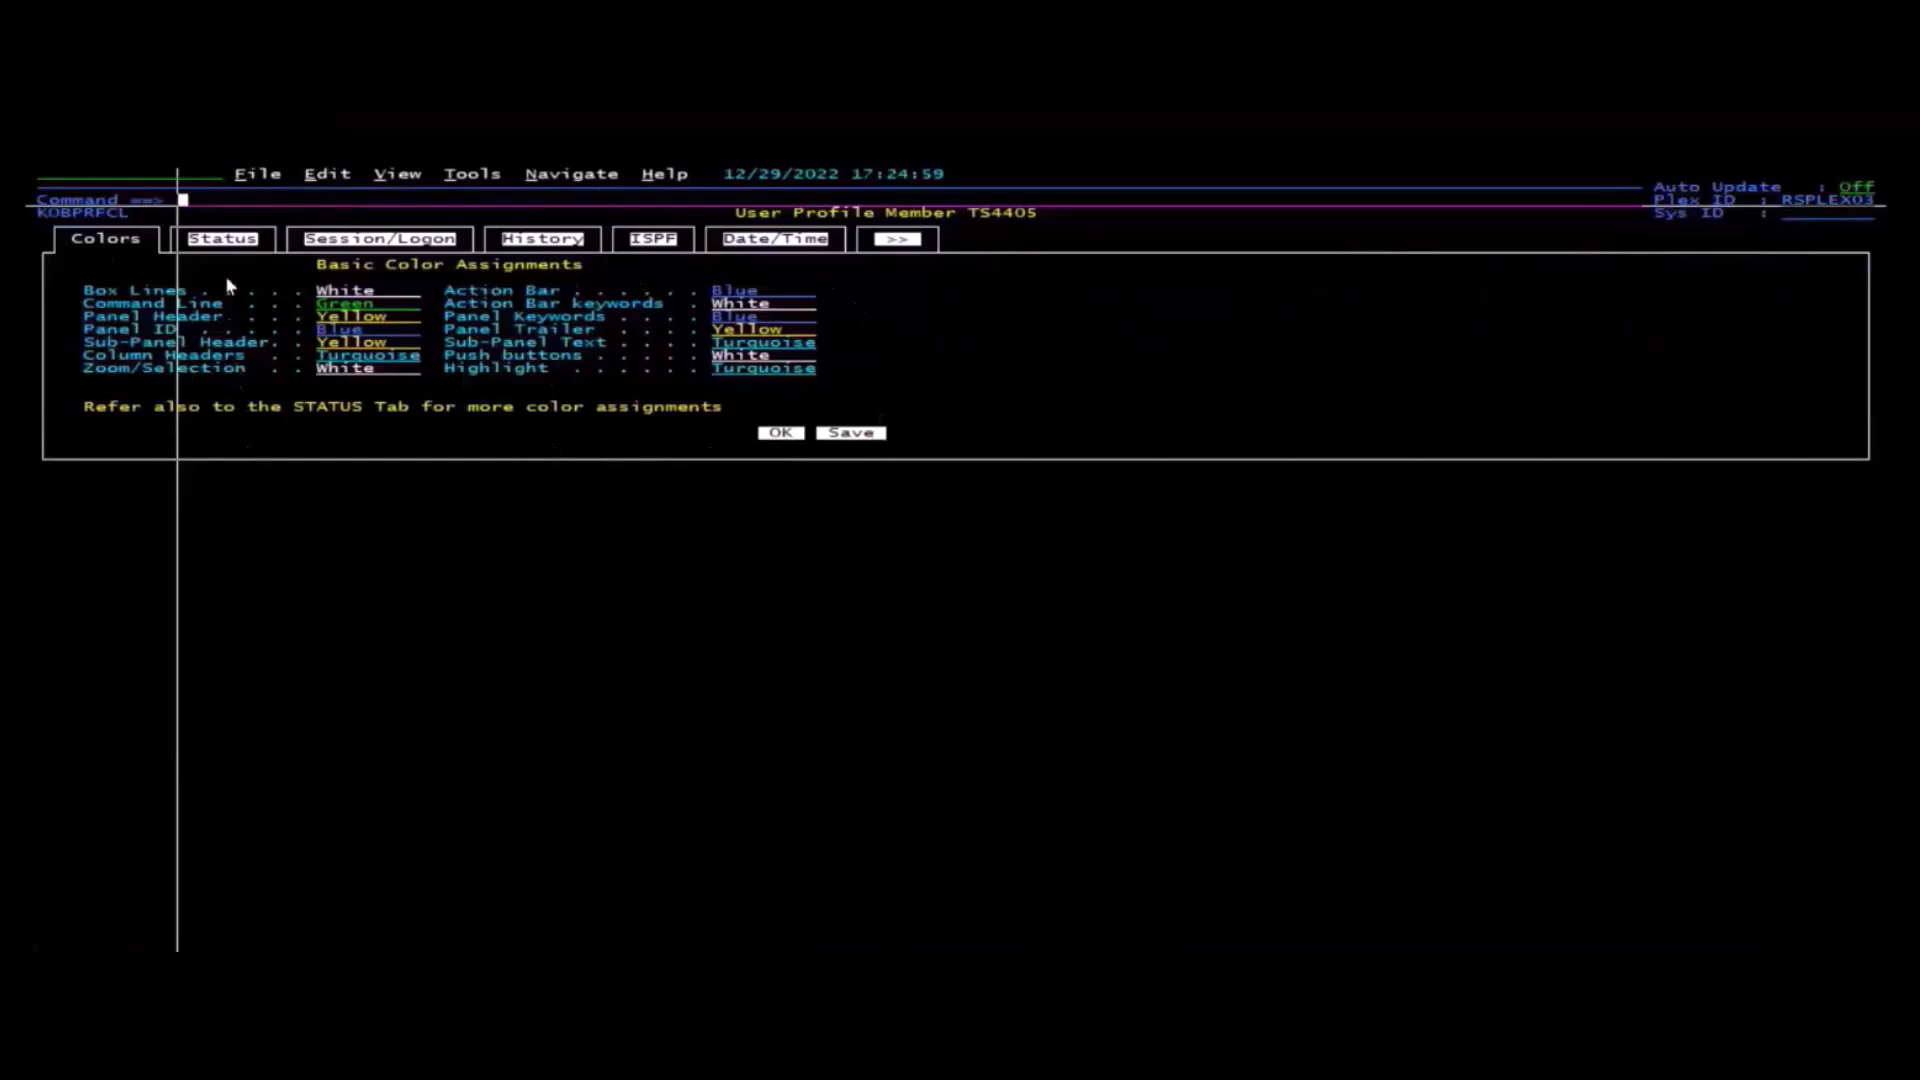 File Edit View Tools Navigate Help 12/29/2022 17:24:59
Auto Update : Off
Command ==>
Plex ID : RSPLEX03
KOBPRFCL User Profile Member TS4405 Sys ID :
Colors Status Session/Logon History ISPF Date/Time >>
Basic Color Assignments
Box Lines . . . . . White Action Bar . . . . . . Blue
Command Line . . . Green Action Bar keywords . White
Panel Header . . . Yellow Panel Keywords . . . . Blue
Panel ID . . . . . Blue Panel Trailer . . . . Yellow
Sub-Panel Header. . Yellow Sub-Panel Text . . . . Turquoise
Column Headers . . Turquoise Push buttons . . . . . White
Zoom/Selection . . White Highlight . . . . . . Turquoise
Refer also to the STATUS Tab for more color assignments
OK Save